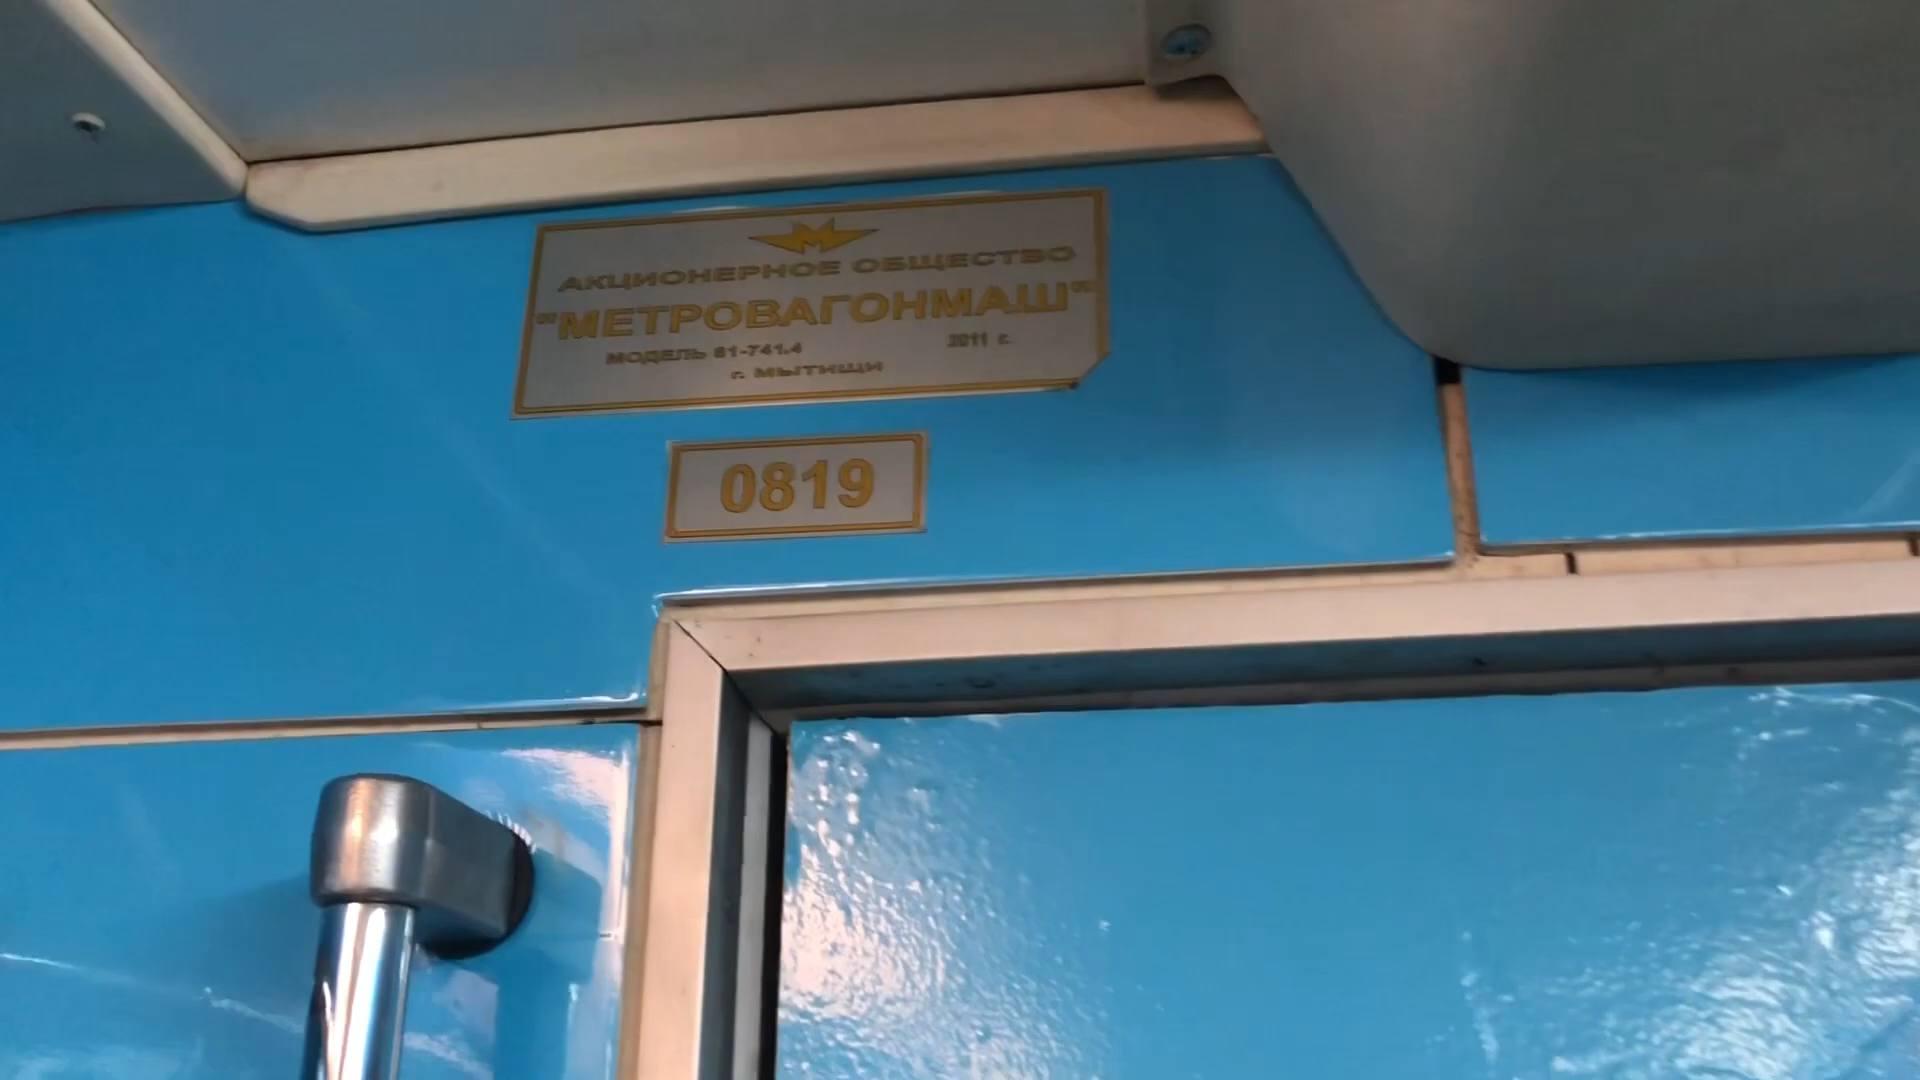 АКЦИОНЕРНОЕ ОБЩЕСТВО
"МЕТРОВАГОНМАШ"
МОДЕЛЬ 81-741.4 2011 г.
г. МЫТИЩИ
0819